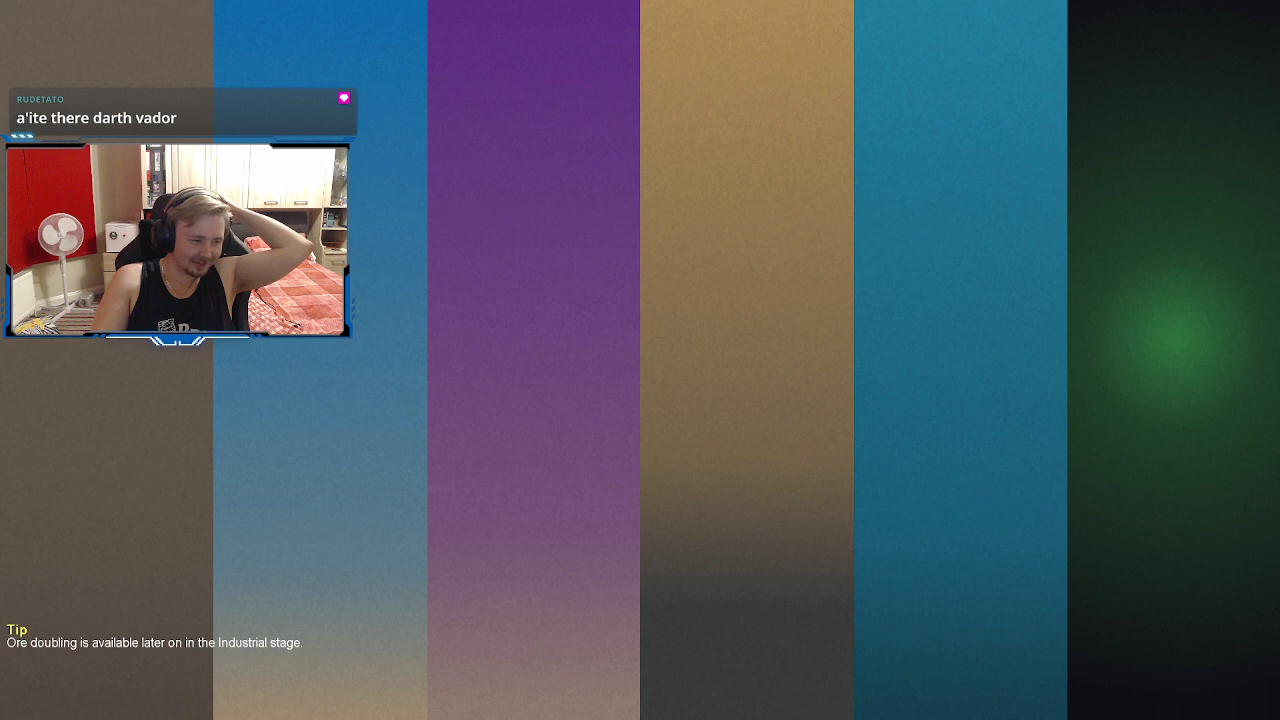 RUDETATO
a'ite there darth vador
Tip
Ore doubling is available later on in the Industrial stage.